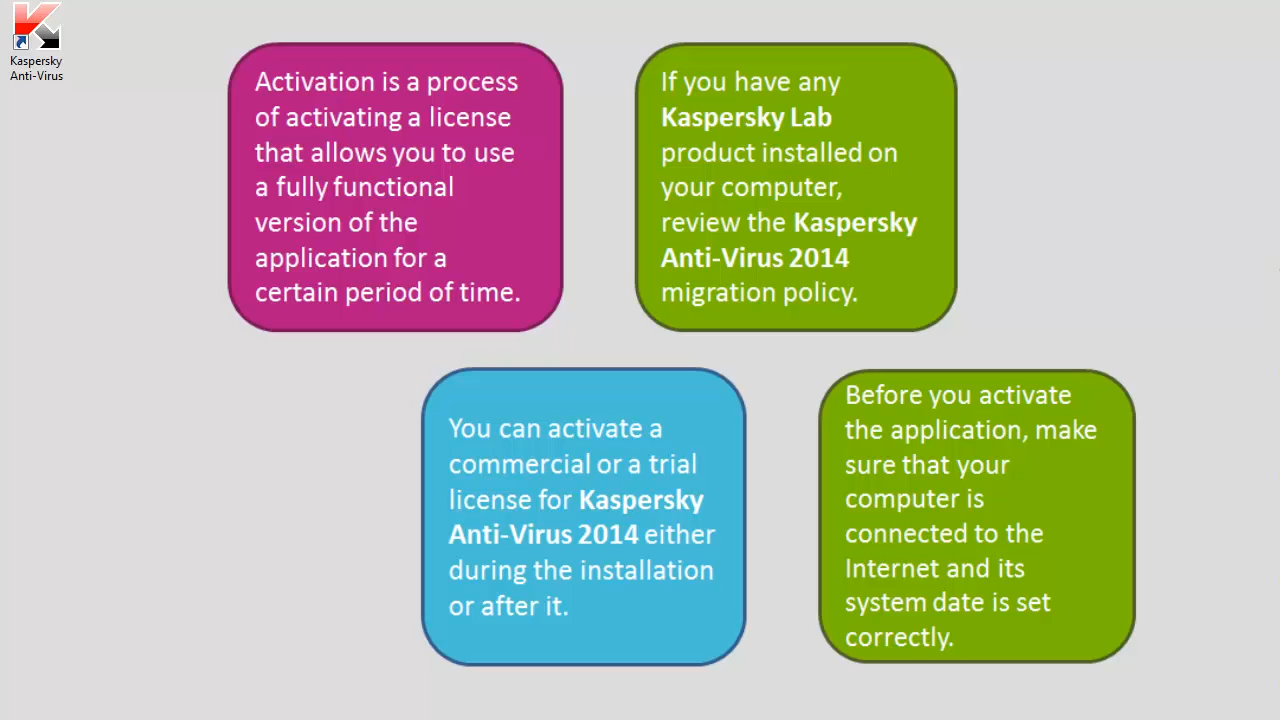 Kaspersky
Anti-Virus
Activation is a process
of activating a license
that allows you to use
a fully functional
version of the
application for a
certain period of time.
If you have any
Kaspersky Lab
product installed on
your computer,
review the Kaspersky
Anti-Virus 2014
migration policy.
You can activate a
commercial or a trial
license for Kaspersky
Anti-Virus 2014 either
during the installation
or after it.
Before you activate
the application, make
sure that your
computer is
connected to the
Internet and its
system date is set
correctly.